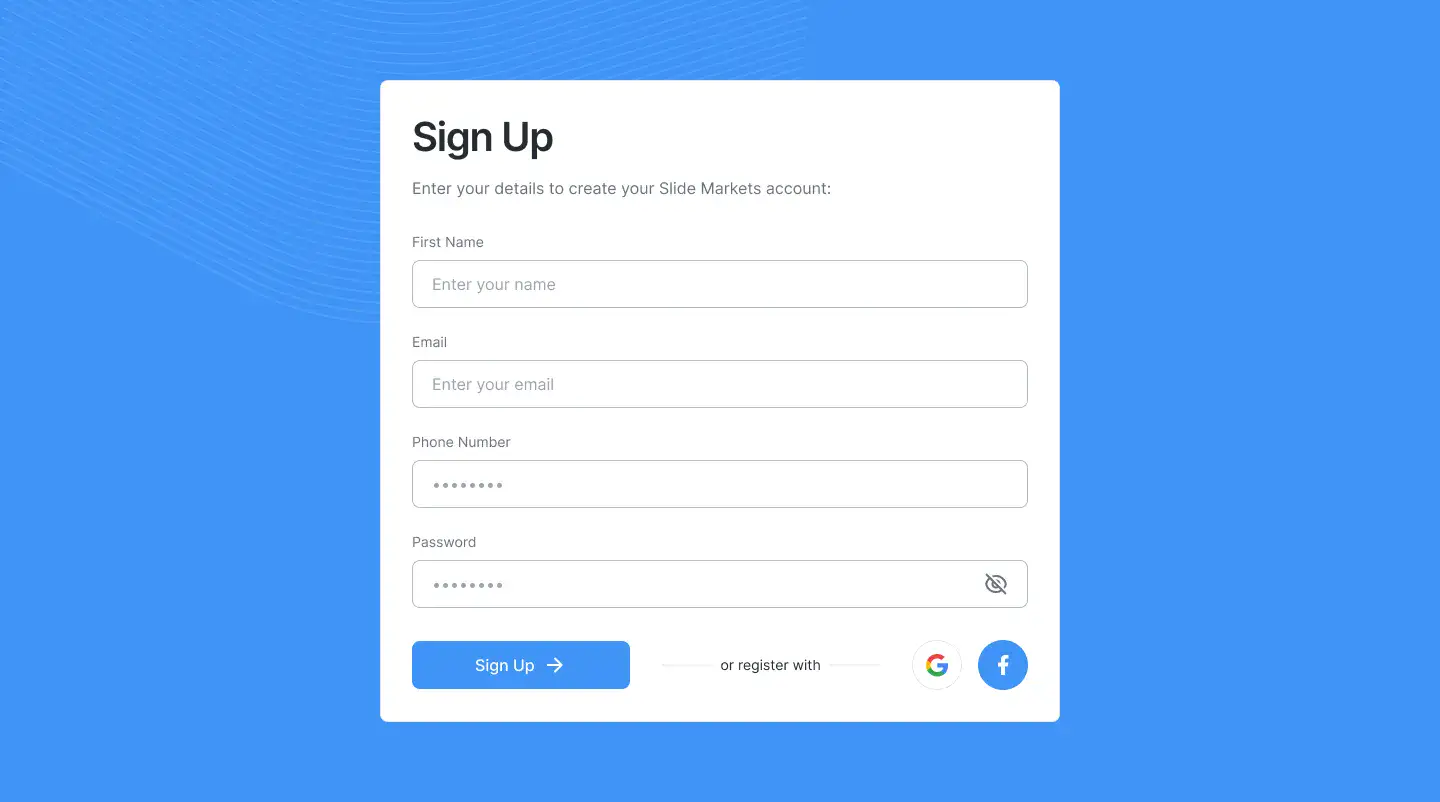 Sign Up
Enter your details to create your Slide Markets account:
First Name
Enter your name
Email
Enter your email
Phone Number
••••••••
Password
••••••••
Sign Up →
or register with